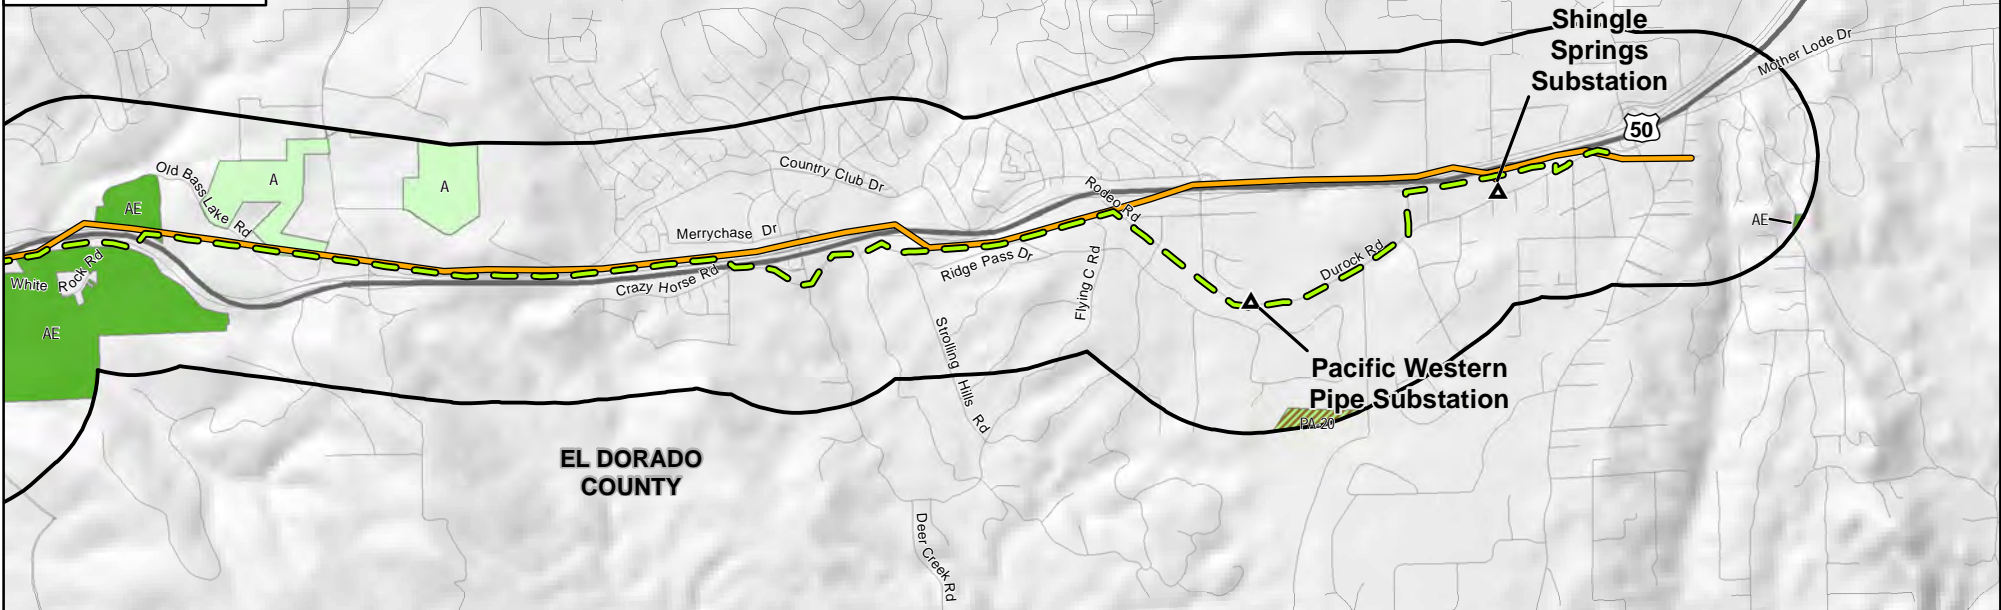 Shingle
Springs
Substation
Mother Lode Dr
50
Country Club Dr
Old Bass Lake Rd
A
A
Rodeo Rd
AE
AE
Merrychase Dr
Ridge Pass Dr
Durock Rd
White Rock Rd
Crazy Horse Rd
Flying C Rd
AE
Strolling Hills Rd
Pacific Western
Pipe Substation
PA-20
EL DORADO
COUNTY
Deer Creek Rd